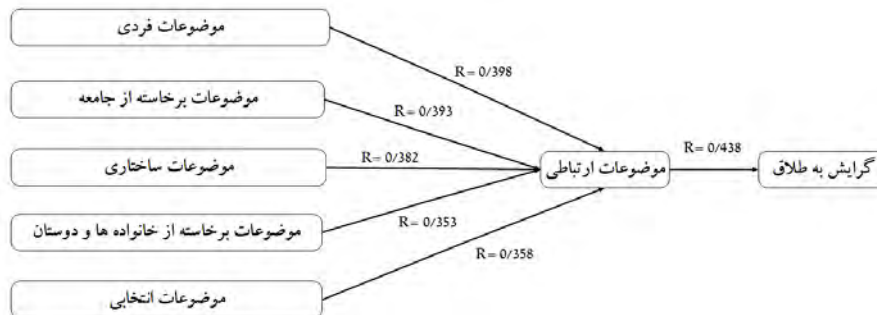 موضوعات فردی
R = 0/398
موضوعات برخاسته از جامعه
R = 0/393
R = 0/438
موضوعات ساختاری
R = 0/382
موضوعات ارتباطی
گرایش به طلاق
موضوعات برخاسته از خانواده ها و دوستان
R = 0/353
R = 0/358
موضوعات انتخابی